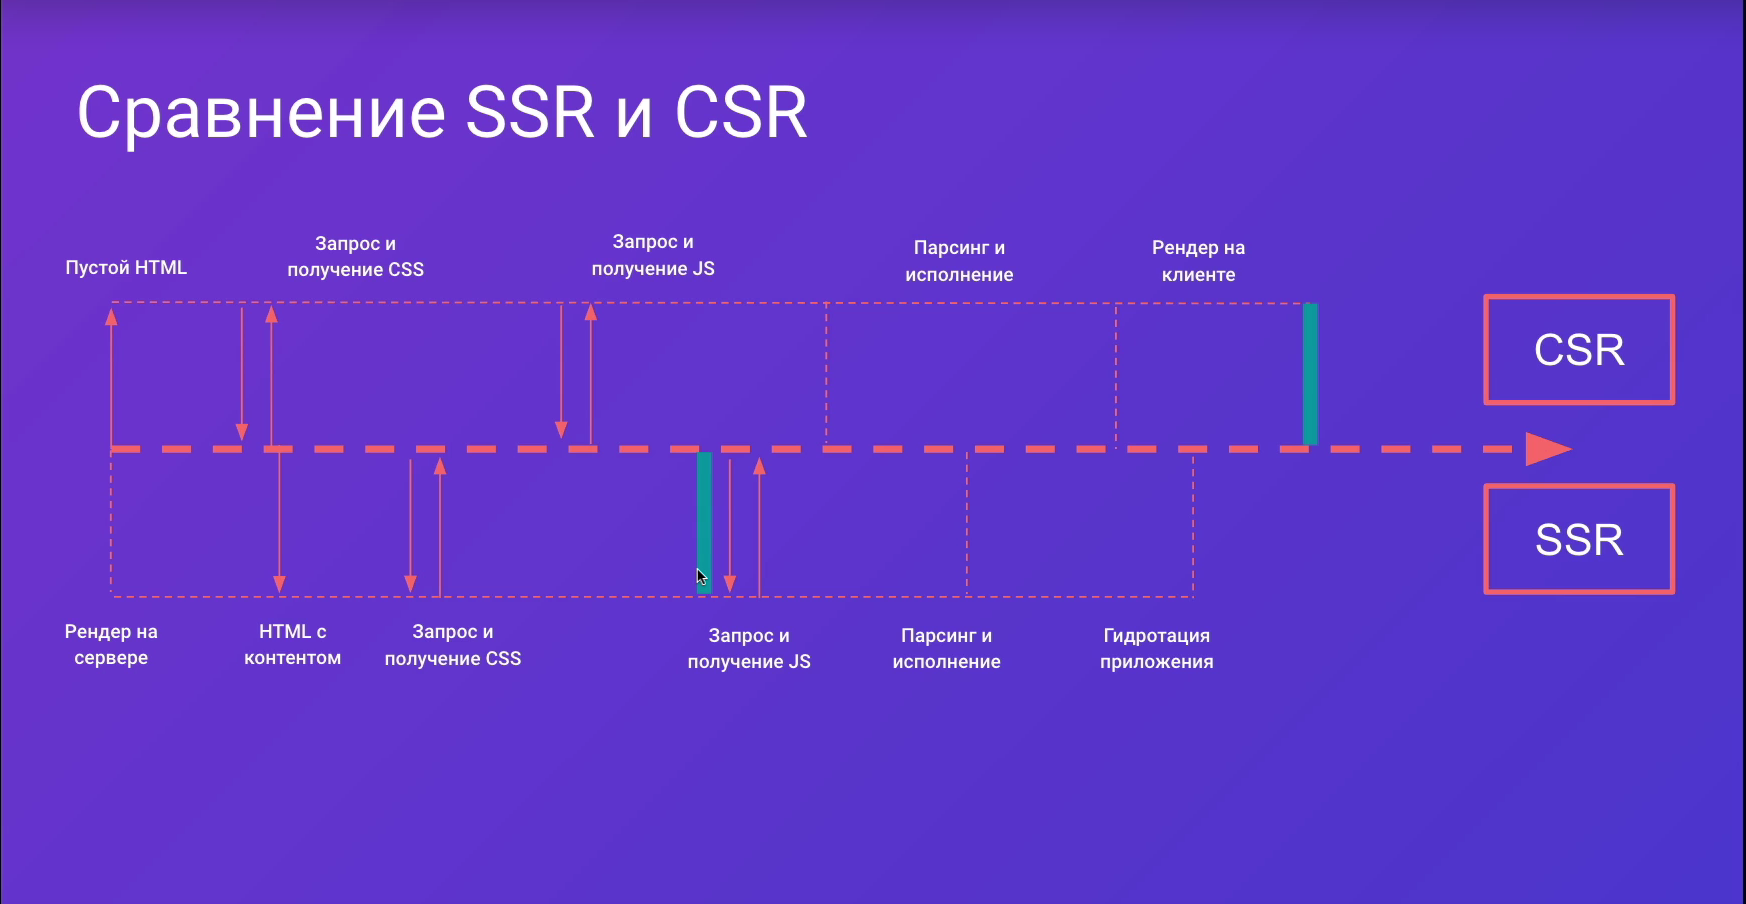 Сравнение SSR и CSR
Пустой HTML
Запрос и
получение CSS
Запрос и
получение JS
Парсинг и
исполнение
Рендер на
клиенте
CSR
SSR
Рендер на
сервере
HTML с
контентом
Запрос и
получение CSS
Запрос и
получение JS
Парсинг и
исполнение
Гидротация
приложения